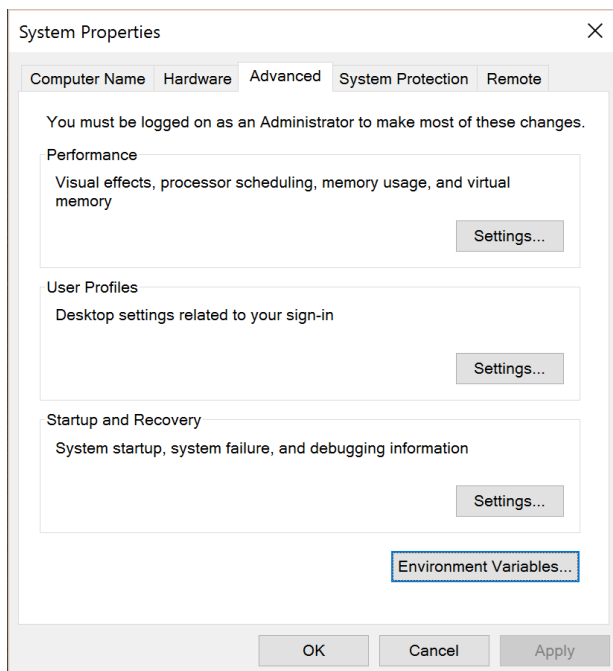 System Properties
Computer Name Hardware Advanced System Protection Remote
You must be logged on as an Administrator to make most of these changes.
Performance
Visual effects, processor scheduling, memory usage, and virtual
memory
Settings...
User Profiles
Desktop settings related to your sign-in
Settings...
Startup and Recovery
System startup, system failure, and debugging information
Settings...
Environment Variables...
OK Cancel Apply